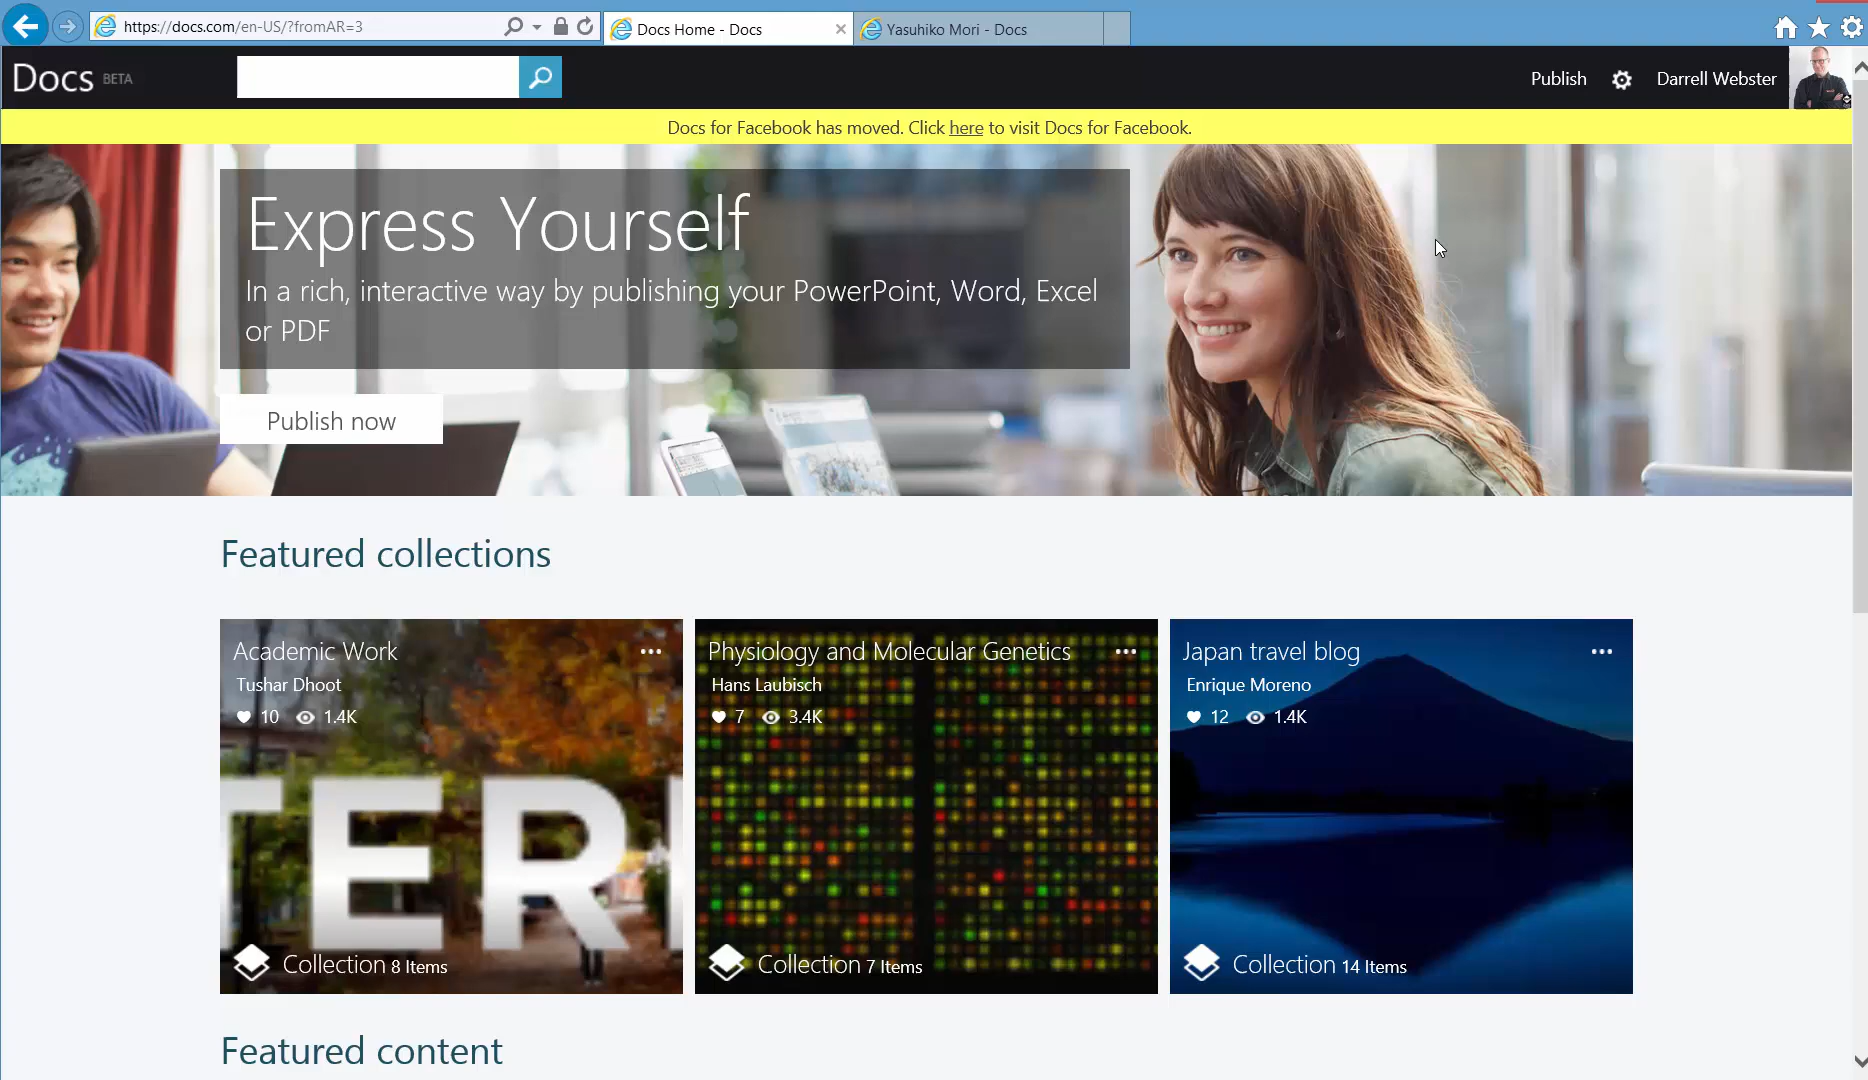 https://docs.com/en-US/?fromAR=3
Docs Home - Docs
Yasuhiko Mori - Docs
Docs BETA
Publish
Darrell Webster
Docs for Facebook has moved. Click here to visit Docs for Facebook.
Express Yourself
In a rich, interactive way by publishing your PowerPoint, Word, Excel
or PDF
Publish now
Featured collections
Academic Work
Tushar Dhoot
10 1.4K
TER
Collection 8 Items
Physiology and Molecular Genetics
Hans Laubisch
7 3.4K
Collection 7 Items
Japan travel blog
Enrique Moreno
12 1.4K
Collection 14 Items
Featured content